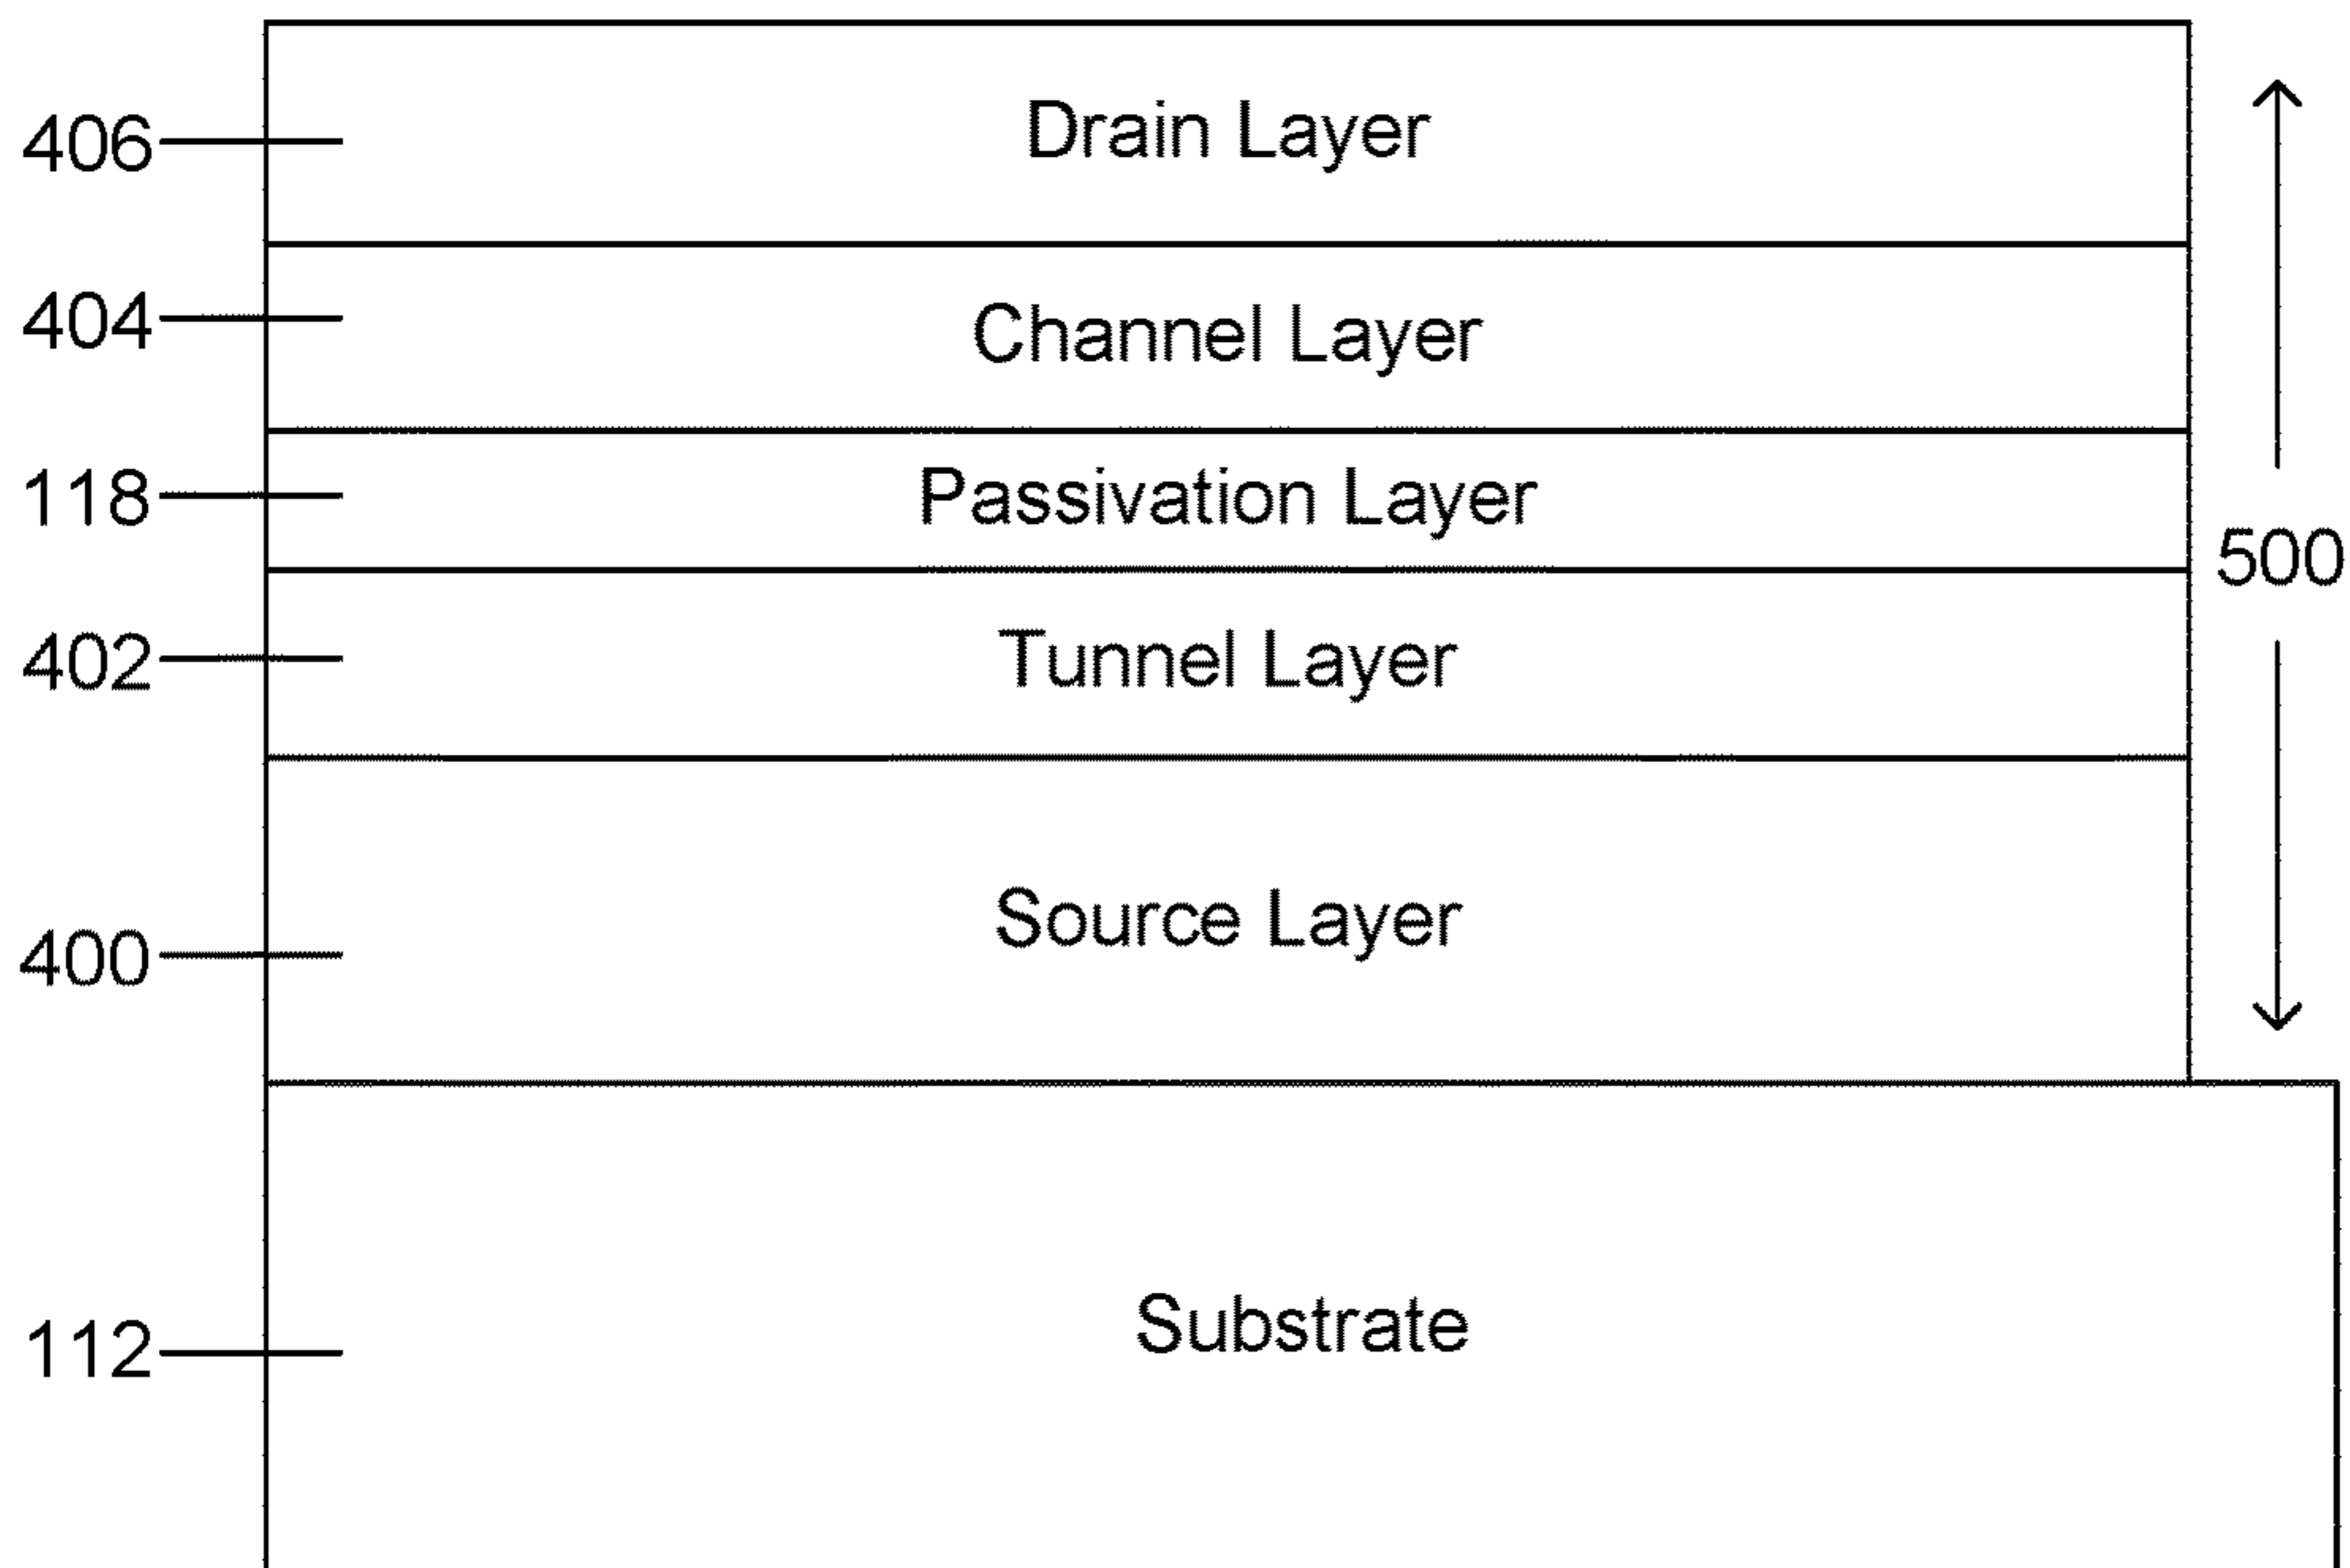 406 Drain Layer
404 Channel Layer
118 Passivation Layer
500
402 Tunnel Layer
400 Source Layer
112 Substrate